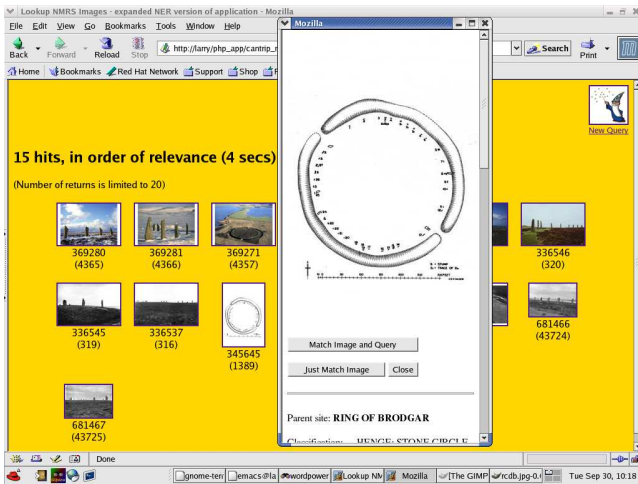 Lookup NMRS Images - expanded NER version of application - Mozilla
File Edit View Go Bookmarks Tools Window Help
Back Forward Reload Stop http://larry/php_app/cantrip_ Search Print
Home Bookmarks Red Hat Network Support Shop
New Query
15 hits, in order of relevance (4 secs)
(Number of returns is limited to 20)
369280 369281 369271 336546
(4365) (4366) (4357) (320)
336545 336537 345645 681466
(319) (316) (1389) (43724)
681467
(43725)
Mozilla
Match Image and Query
Just Match Image Close
Parent site: RING OF BRODGAR
Classification: HENGE; STONE CIRCLE
Done
gnome-terr emacs@la wordpower Lookup NM Mozilla [The GIMP rcdb.jpg-0. Tue Sep 30, 10:18